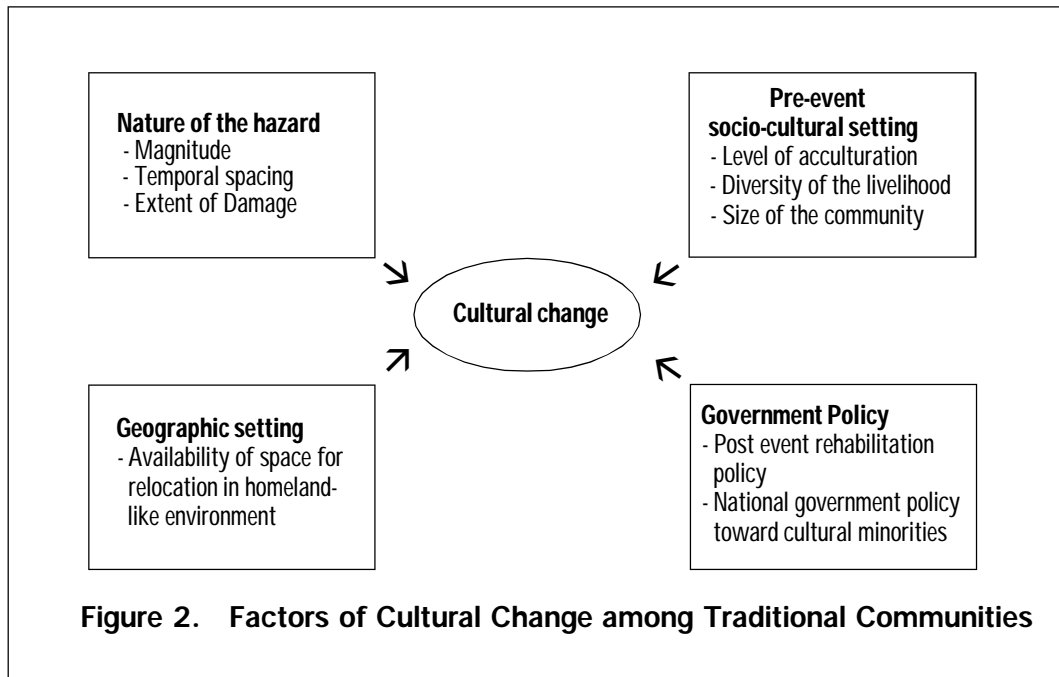 Nature of the hazard
- Magnitude
- Temporal spacing
- Extent of Damage
Pre-event
socio-cultural setting
- Level of acculturation
- Diversity of the livelihood
- Size of the community
Cultural change
Geographic setting
- Availability of space for
relocation in homeland-
like environment
Government Policy
- Post event rehabilitation
policy
- National government policy
toward cultural minorities
Figure 2. Factors of Cultural Change among Traditional Communities